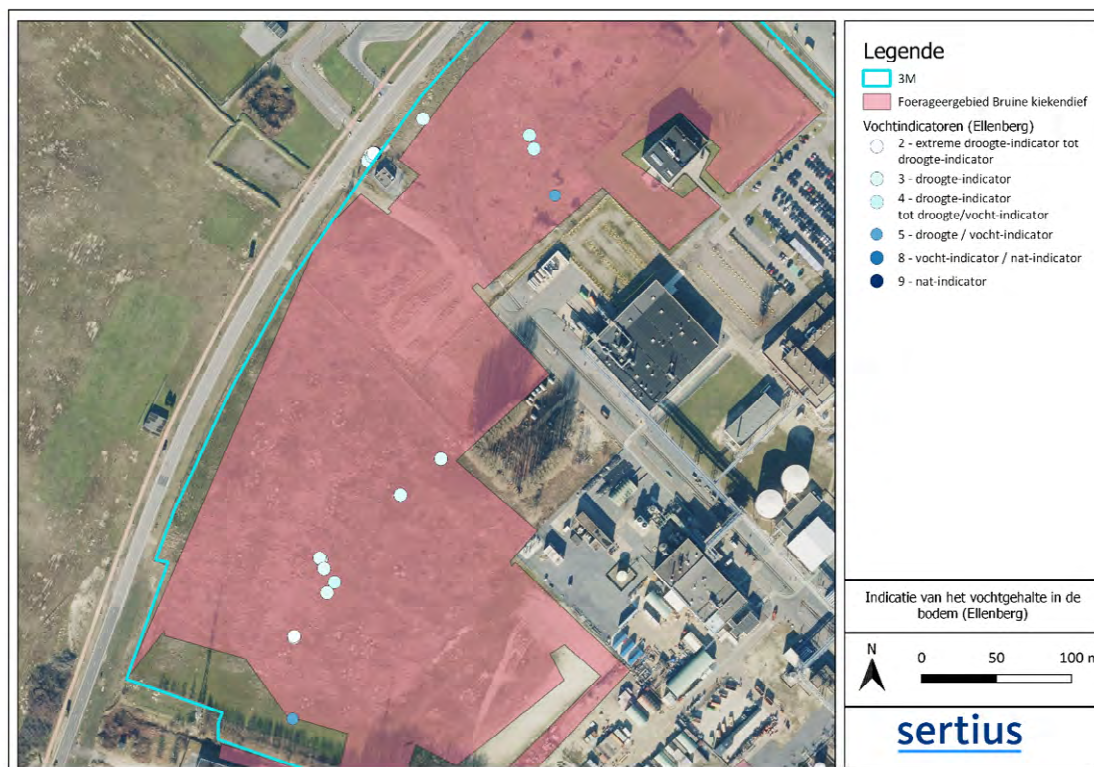 Legende
3M
Foerageergebied Bruine kiekendief
Vochtindicatoren (Ellenberg)
2 - extreme droogte-indicator tot
droogte-indicator
3 - droogte-indicator
4 - droogte-indicator
tot droogte/vocht-indicator
5 - droogte / vocht-indicator
8 - vocht-indicator / nat-indicator
9 - nat-indicator
Indicatie van het vochtgehalte in de
bodem (Ellenberg)
N
0 50 100 m
sertius